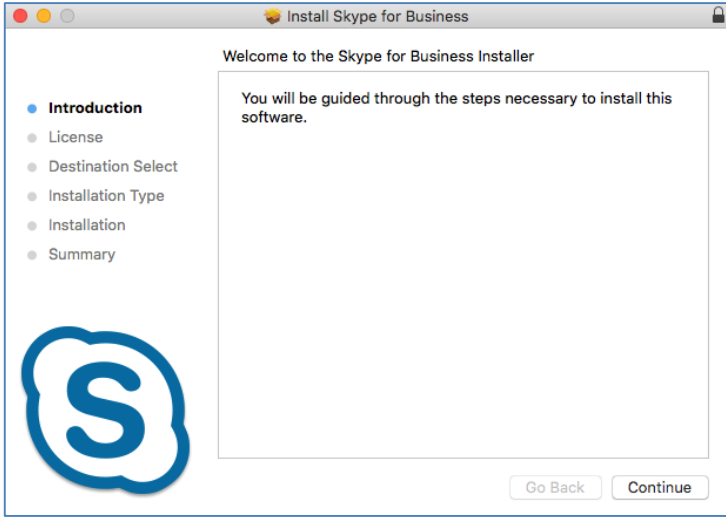 Install Skype for Business
Welcome to the Skype for Business Installer
Introduction
License
Destination Select
Installation Type
Installation
Summary
You will be guided through the steps necessary to install this
software.
S
Go Back
Continue